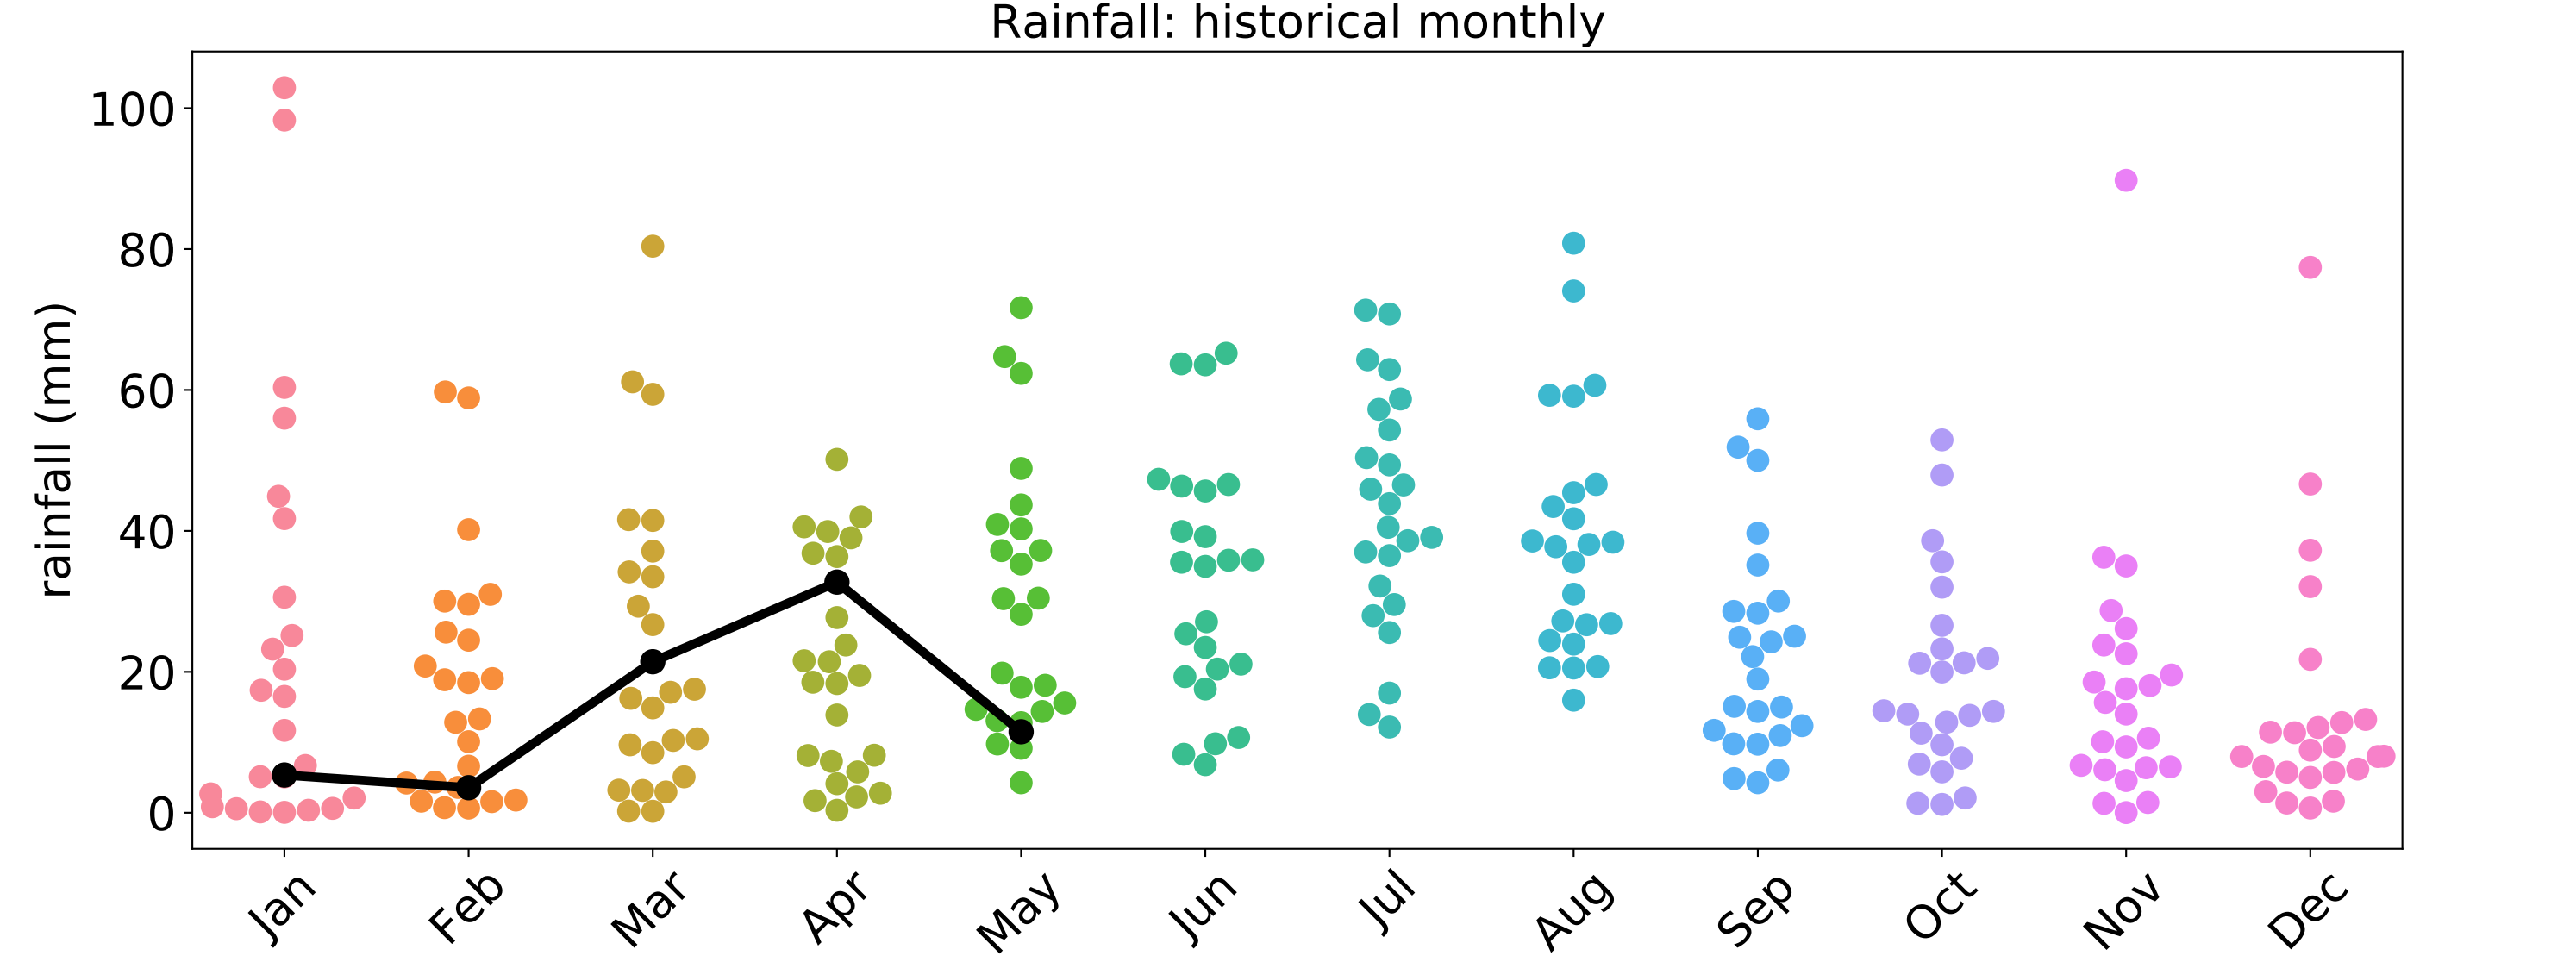 Rainfall: historical monthly
rainfall (mm)
100
80
60
40
20
0
Jan
Feb
Mar
Apr
May
Jun
Jul
Aug
Sep
Oct
Nov
Dec